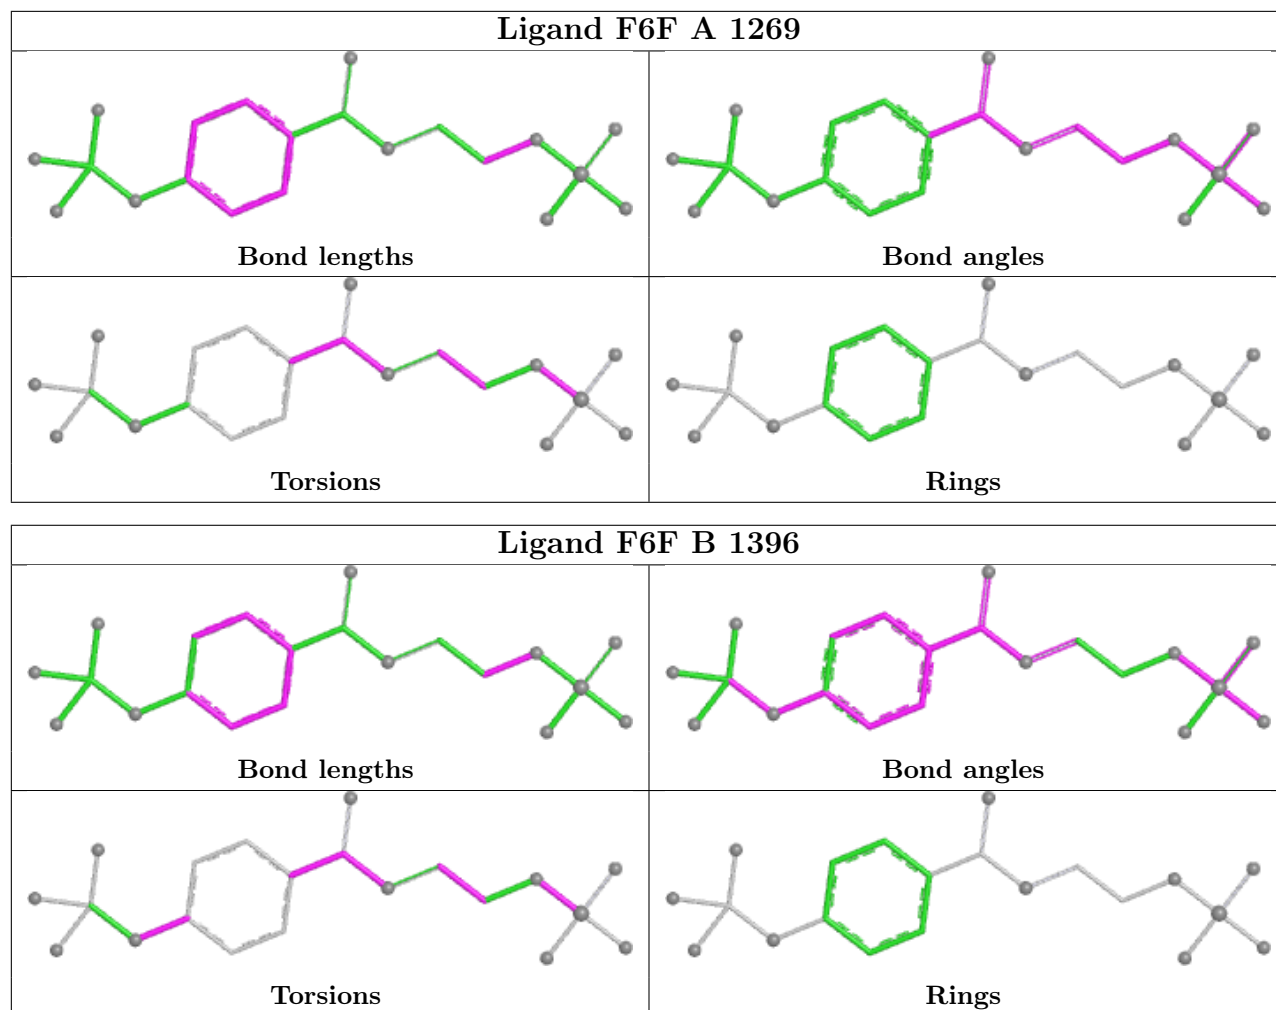 Ligand F6F A 1269
Bond lengths
Bond angles
Torsions
Rings
Ligand F6F B 1396
Bond lengths
Bond angles
Torsions
Rings